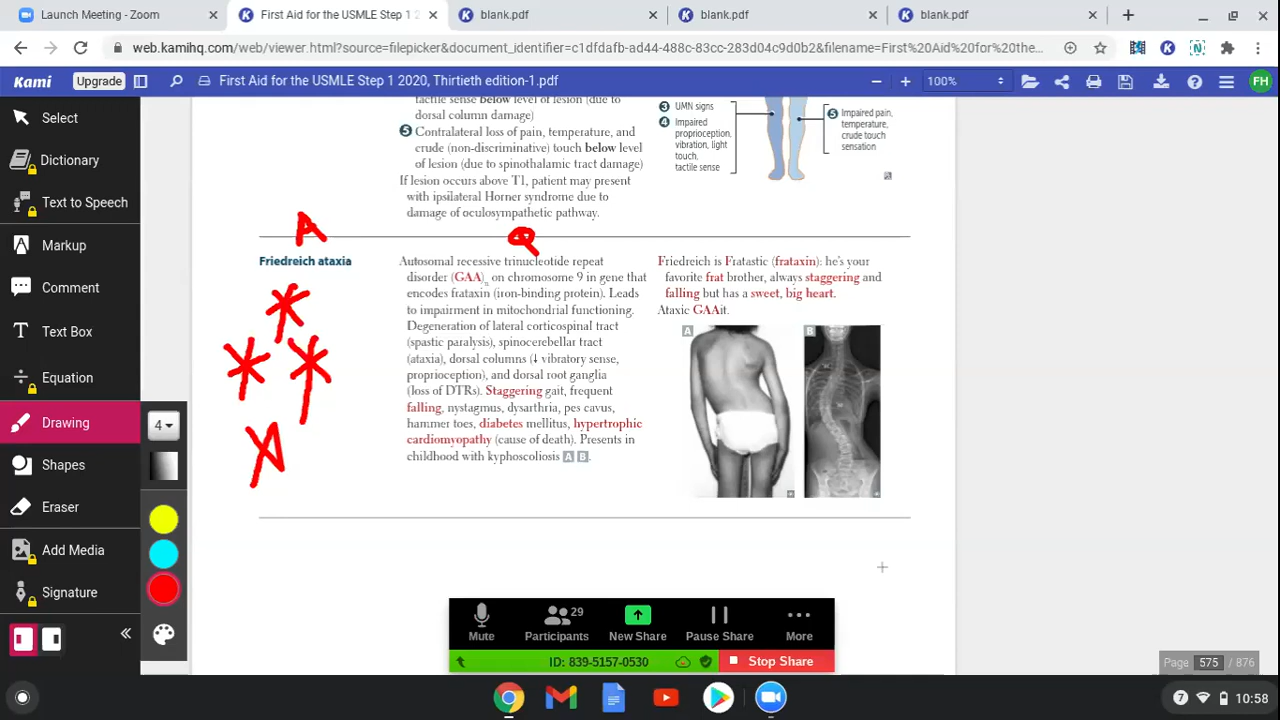 Launch Meeting - Zoom
First Aid for the USMLE Step 1 2
blank.pdf
blank.pdf
blank.pdf
web.kamihq.com/web/viewer.html?source=filepicker&document_identifier=c1dfdafb-ad44-488c-83cc-283d04c9d0b2&filename=First%20Aid%20for%20the...
Kami
Upgrade
First Aid for the USMLE Step 1 2020, Thirtieth edition-1.pdf
100%
FH
Select
Dictionary
Text to Speech
Markup
Comment
Text Box
Equation
Drawing
4
Shapes
Eraser
Add Media
Signature
tactile sense below level of lesion (due to
dorsal column damage)
5 Contralateral loss of pain, temperature, and
crude (non-discriminative) touch below level
of lesion (due to spinothalamic tract damage)
If lesion occurs above T1, patient may present
with ipsilateral Horner syndrome due to
damage of oculosympathetic pathway.
3 UMN signs
4 Impaired
proprioception,
vibration, light
touch,
tactile sense
5 Impaired pain,
temperature,
crude touch
sensation
A
Q
Friedreich ataxia
Autosomal recessive trinucleotide repeat
disorder (GAA)n on chromosome 9 in gene that
encodes frataxin (iron-binding protein). Leads
to impairment in mitochondrial functioning.
Degeneration of lateral corticospinal tract
(spastic paralysis), spinocerebellar tract
(ataxia), dorsal columns (↓ vibratory sense,
proprioception), and dorsal root ganglia
(loss of DTRs). Staggering gait, frequent
falling, nystagmus, dysarthria, pes cavus,
hammer toes, diabetes mellitus, hypertrophic
cardiomyopathy (cause of death). Presents in
childhood with kyphoscoliosis A B.
Friedreich is Fratastic (frataxin): he's your
favorite frat brother, always staggering and
falling but has a sweet, big heart.
Ataxic GAAit.
A
B
Mute
Participants
29
New Share
Pause Share
More
ID: 839-5157-0530
Stop Share
Page 575 / 876
7
10:58